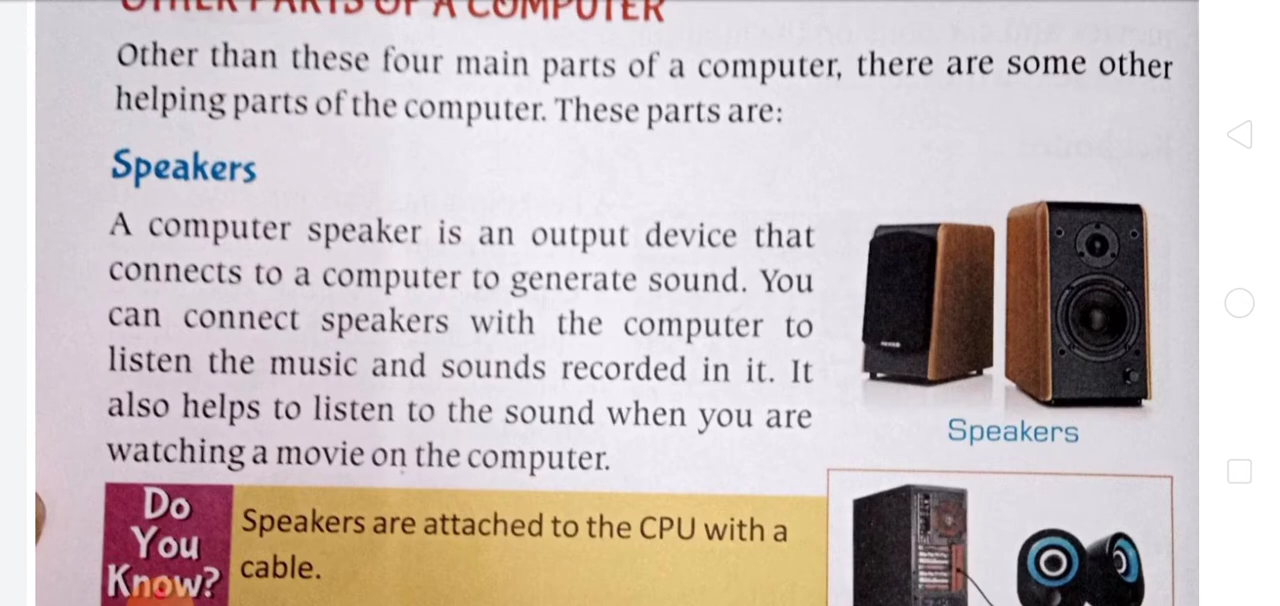 OTHER PARTS OF A COMPUTER
Other than these four main parts of a computer, there are some other
helping parts of the computer. These parts are:
Speakers
A computer speaker is an output device that
connects to a computer to generate sound. You
can connect speakers with the computer to
listen the music and sounds recorded in it. It
also helps to listen to the sound when you are
watching a movie on the computer.
Speakers
Do
You
Know?
Speakers are attached to the CPU with a
cable.